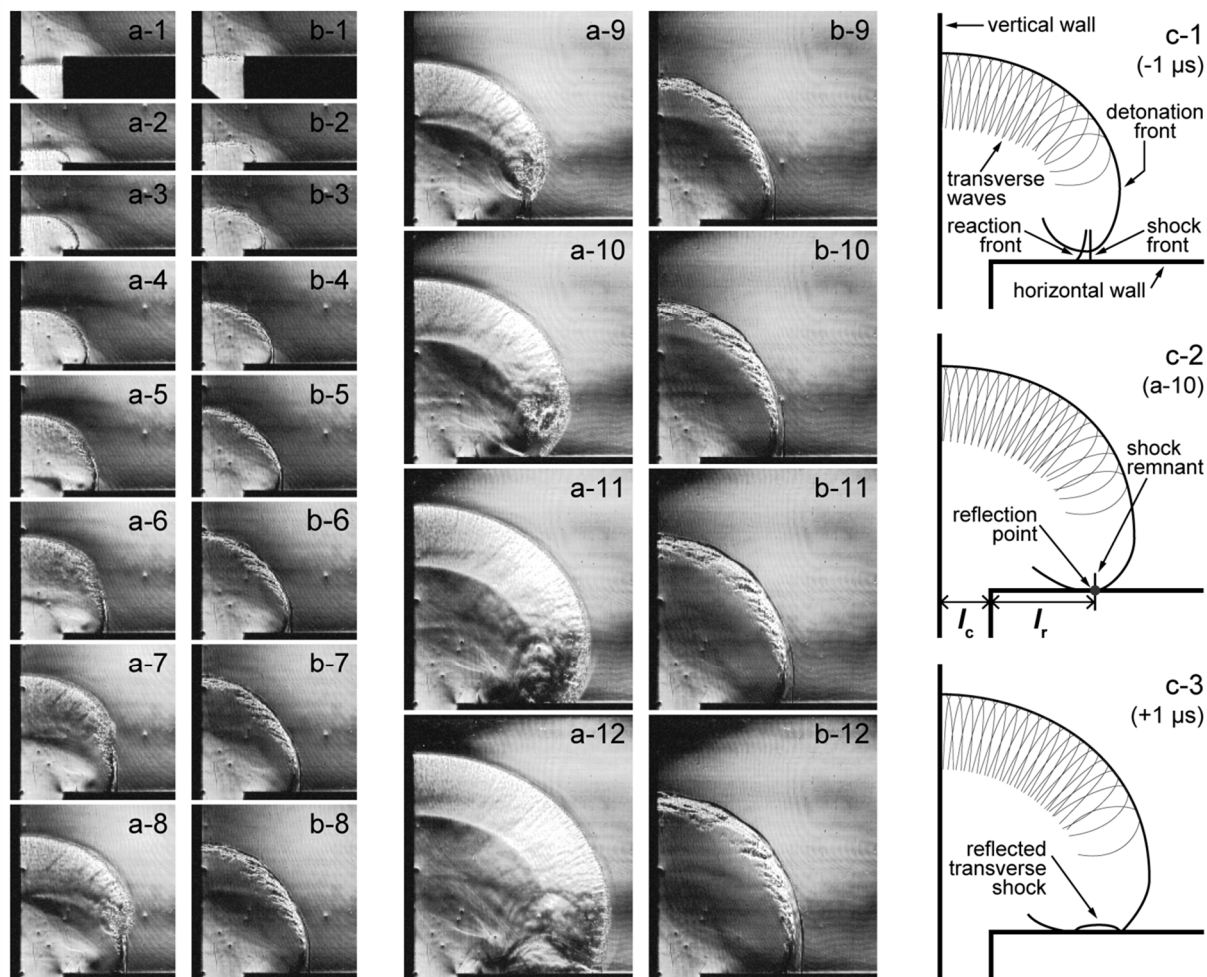 a-1
b-1
a-2
b-2
a-3
b-3
a-4
b-4
a-5
b-5
a-6
b-6
a-7
b-7
a-8
b-8
a-9
b-9
a-10
b-10
a-11
b-11
a-12
b-12
vertical wall
c-1
(-1 µs)
detonation
front
transverse
waves
reaction
front
shock
front
horizontal wall
c-2
(a-10)
shock
remnant
reflection
point
lc
lr
c-3
(+1 µs)
reflected
transverse
shock